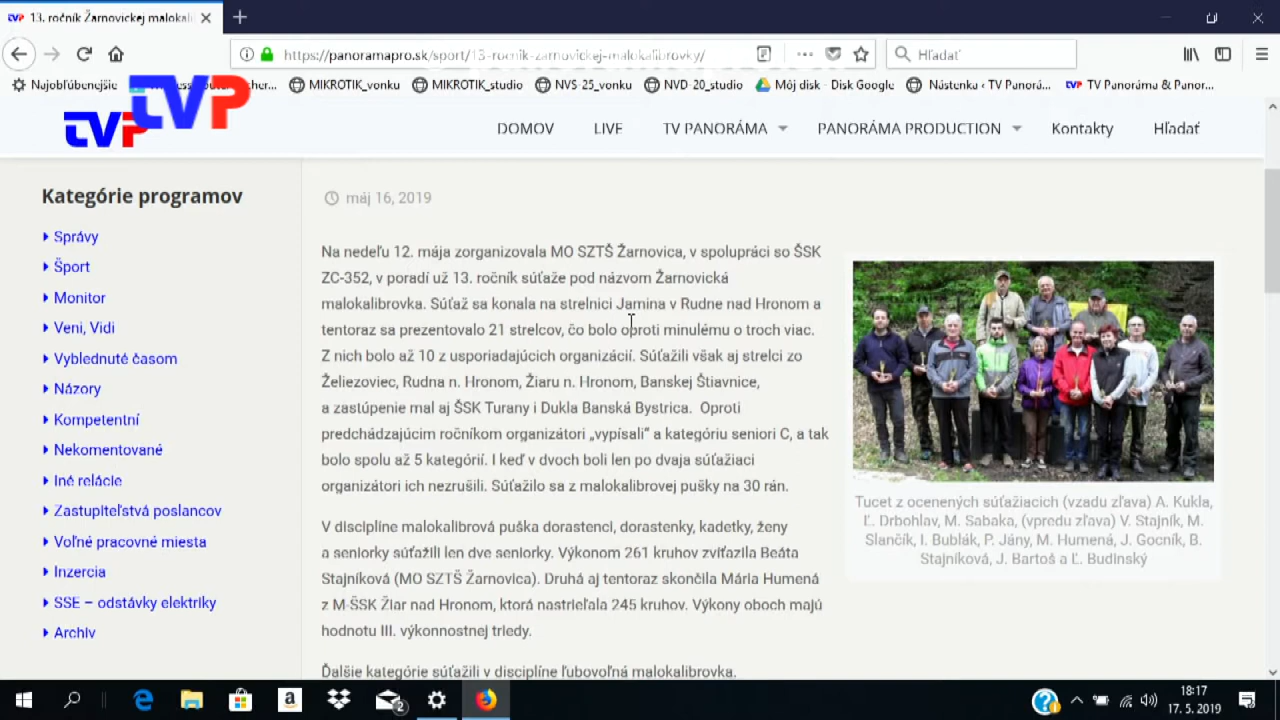 13. ročník Žarnovickej malokali
https://panoramapro.sk/sport/13-rocnik-zarnovickej-malokalibrovky/
Hľadať
Najobľúbenejšie
MIKROTIK_vonku
MIKROTIK_studio
NVS-25_vonku
NVD-20_studio
Môj disk - Disk Google
Nástenka ‹ TV Panorá...
TV Panoráma & Panor...
TVP
TVP
DOMOV
LIVE
TV PANORÁMA
PANORÁMA PRODUCTION
Kontakty
Hľadať
Kategórie programov
Správy
Šport
Monitor
Veni, Vidi
Vyblednuté časom
Názory
Kompetentní
Nekomentované
Iné relácie
Zastupiteľstvá poslancov
Voľné pracovné miesta
Inzercia
SSE – odstávky elektriky
Archív
máj 16, 2019
Na nedeľu 12. mája zorganizovala MO SZTŠ Žarnovica, v spolupráci so ŠSK
ZC-352, v poradí už 13. ročník súťaže pod názvom Žarnovická
malokalibrovka. Súťaž sa konala na strelnici Jamina v Rudne nad Hronom a
tentoraz sa prezentovalo 21 strelcov, čo bolo oproti minulému o troch viac.
Z nich bolo až 10 z usporiadajúcich organizácií. Súťažili však aj strelci zo
Želiezoviec, Rudna n. Hronom, Žiaru n. Hronom, Banskej Štiavnice,
a zastúpenie mal aj ŠSK Turany i Dukla Banská Bystrica. Oproti
predchádzajúcim ročníkom organizátori „vypísali“ a kategóriu seniori C, a tak
bolo spolu až 5 kategórií. I keď v dvoch boli len po dvaja súťažiaci
organizátori ich nezrušili. Súťažilo sa z malokalibrovej pušky na 30 rán.
V disciplíne malokalibrová puška dorastenci, dorastenky, kadetky, ženy
a seniorky súťažili len dve seniorky. Výkonom 261 kruhov zvíťazila Beáta
Stajníková (MO SZTŠ Žarnovica). Druhá aj tentoraz skončila Mária Humená
z M-ŠSK Žiar nad Hronom, ktorá nastrieľala 245 kruhov. Výkony oboch majú
hodnotu III. výkonnostnej triedy.
Ďalšie kategórie súťažili v disciplíne ľubovoľná malokalibrovka.
Tucet z ocenených súťažiacich (vzadu zľava) A. Kukla,
Ľ. Drbohlav, M. Sabaka, (vpredu zľava) V. Stajník, M.
Slančík, I. Bublák, P. Jány, M. Humená, J. Gocník, B.
Stajníková, J. Bartoš a Ľ. Budinský
2
18:17
17. 5. 2019